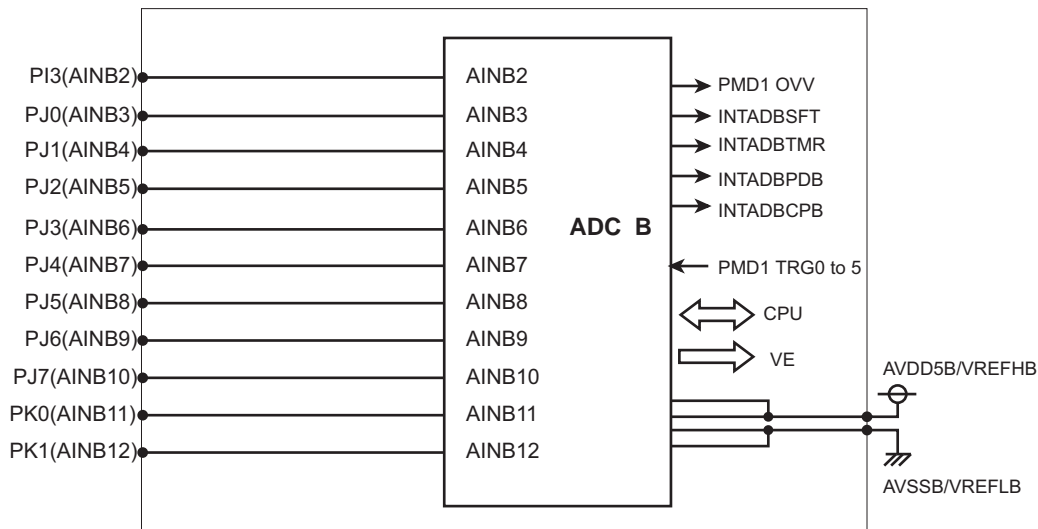 PI3(AINB2)
PJ0(AINB3)
PJ1(AINB4)
PJ2(AINB5)
PJ3(AINB6)
PJ4(AINB7)
PJ5(AINB8)
PJ6(AINB9)
PJ7(AINB10)
PK0(AINB11)
PK1(AINB12)
AINB2
AINB3
AINB4
AINB5
AINB6
AINB7
AINB8
AINB9
AINB10
AINB11
AINB12
ADC B
PMD1 OVV
INTADBSFT
INTADBTMR
INTADBPDB
INTADBCPB
PMD1 TRG0 to 5
CPU
VE
AVDD5B/VREFHB
AVSSB/VREFLB